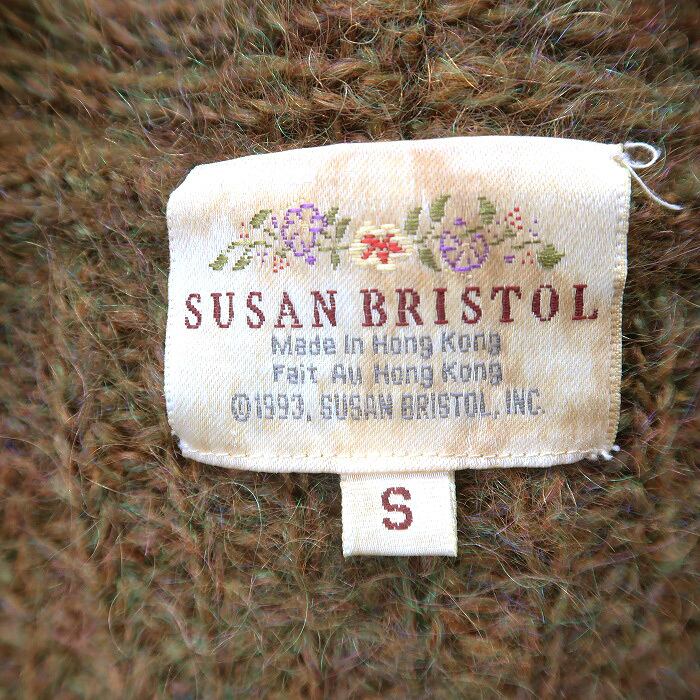 SUSAN BRISTOL
Made In Hong Kong
Fait Au Hong Kong
©1993, SUSAN BRISTOL, INC.
S